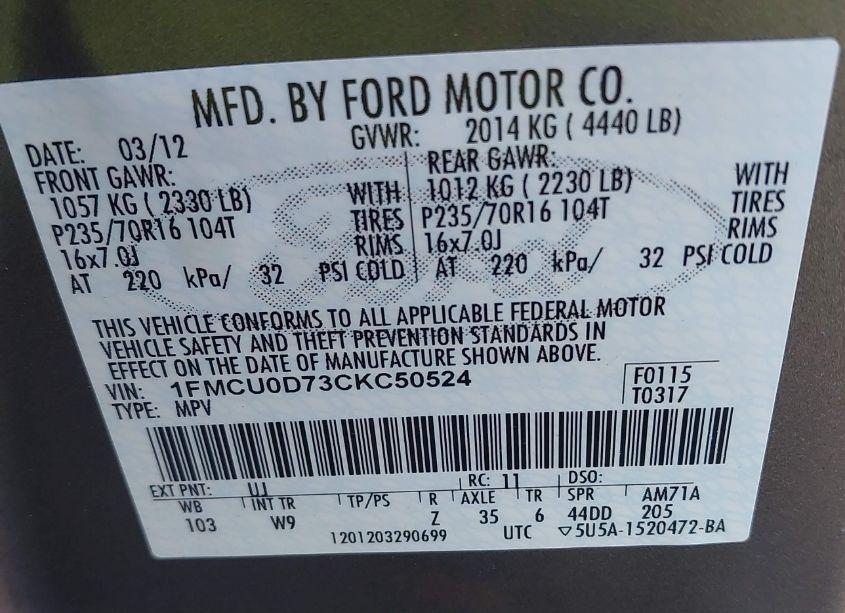 MFD. BY FORD MOTOR CO.
DATE: 03/12 GVWR: 2014 KG ( 4440 LB)
FRONT GAWR: REAR GAWR:
1057 KG ( 2330 LB) WITH 1012 KG ( 2230 LB) WITH
P235/70R16 104T TIRES P235/70R16 104T TIRES
16x7.0J RIMS 16x7.0J RIMS
AT 220 kPa/ 32 PSI COLD AT 220 kPa/ 32 PSI COLD
THIS VEHICLE CONFORMS TO ALL APPLICABLE FEDERAL MOTOR
VEHICLE SAFETY AND THEFT PREVENTION STANDARDS IN
EFFECT ON THE DATE OF MANUFACTURE SHOWN ABOVE.
VIN: 1FMCU0D73CKC50524 F0115
TYPE: MPV T0317
EXT PNT: UJ RC: 11 DSO:
WB INT TR TP/PS R AXLE TR SPR AM71A
103 W9 Z 35 6 44DD 205
1201203290699 UTC ▽5U5A-1520472-BA